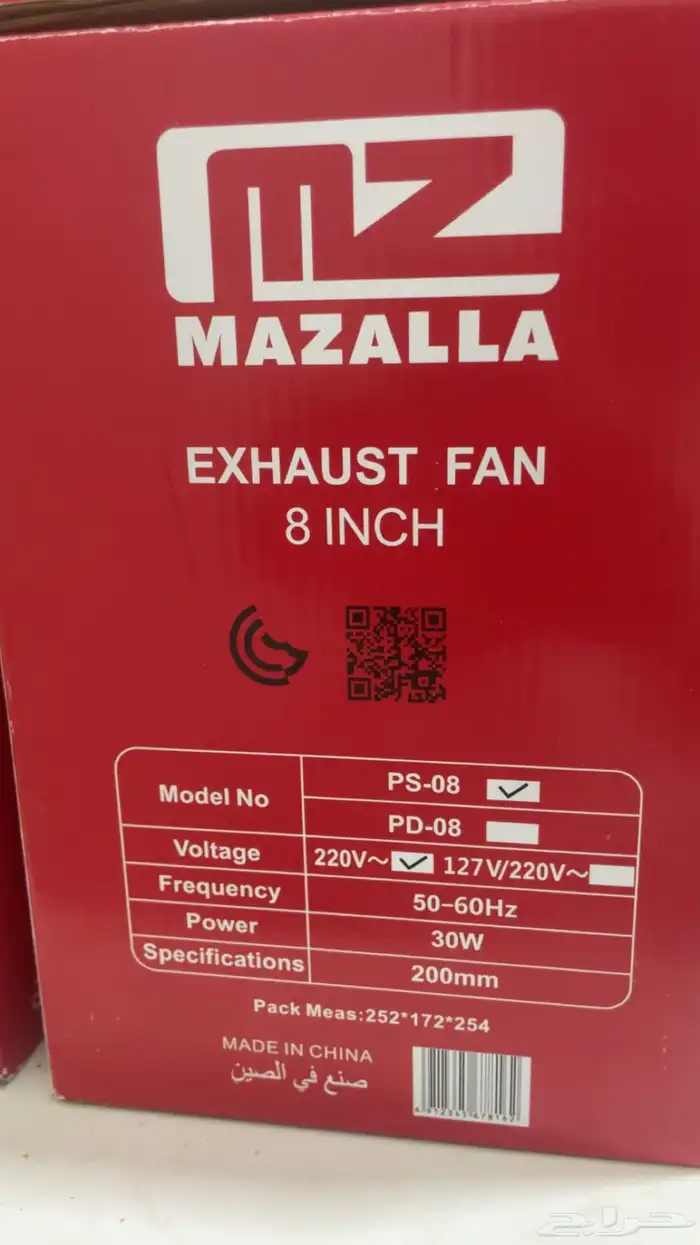 MZ
MAZALLA
EXHAUST FAN
8 INCH
Model No
PS-08
PD-08
Voltage
220V~ 127V/220V~
Frequency
50-60Hz
Power
30W
Specifications
200mm
Pack Meas:252*172*254
MADE IN CHINA
صنع في الصين
حراج